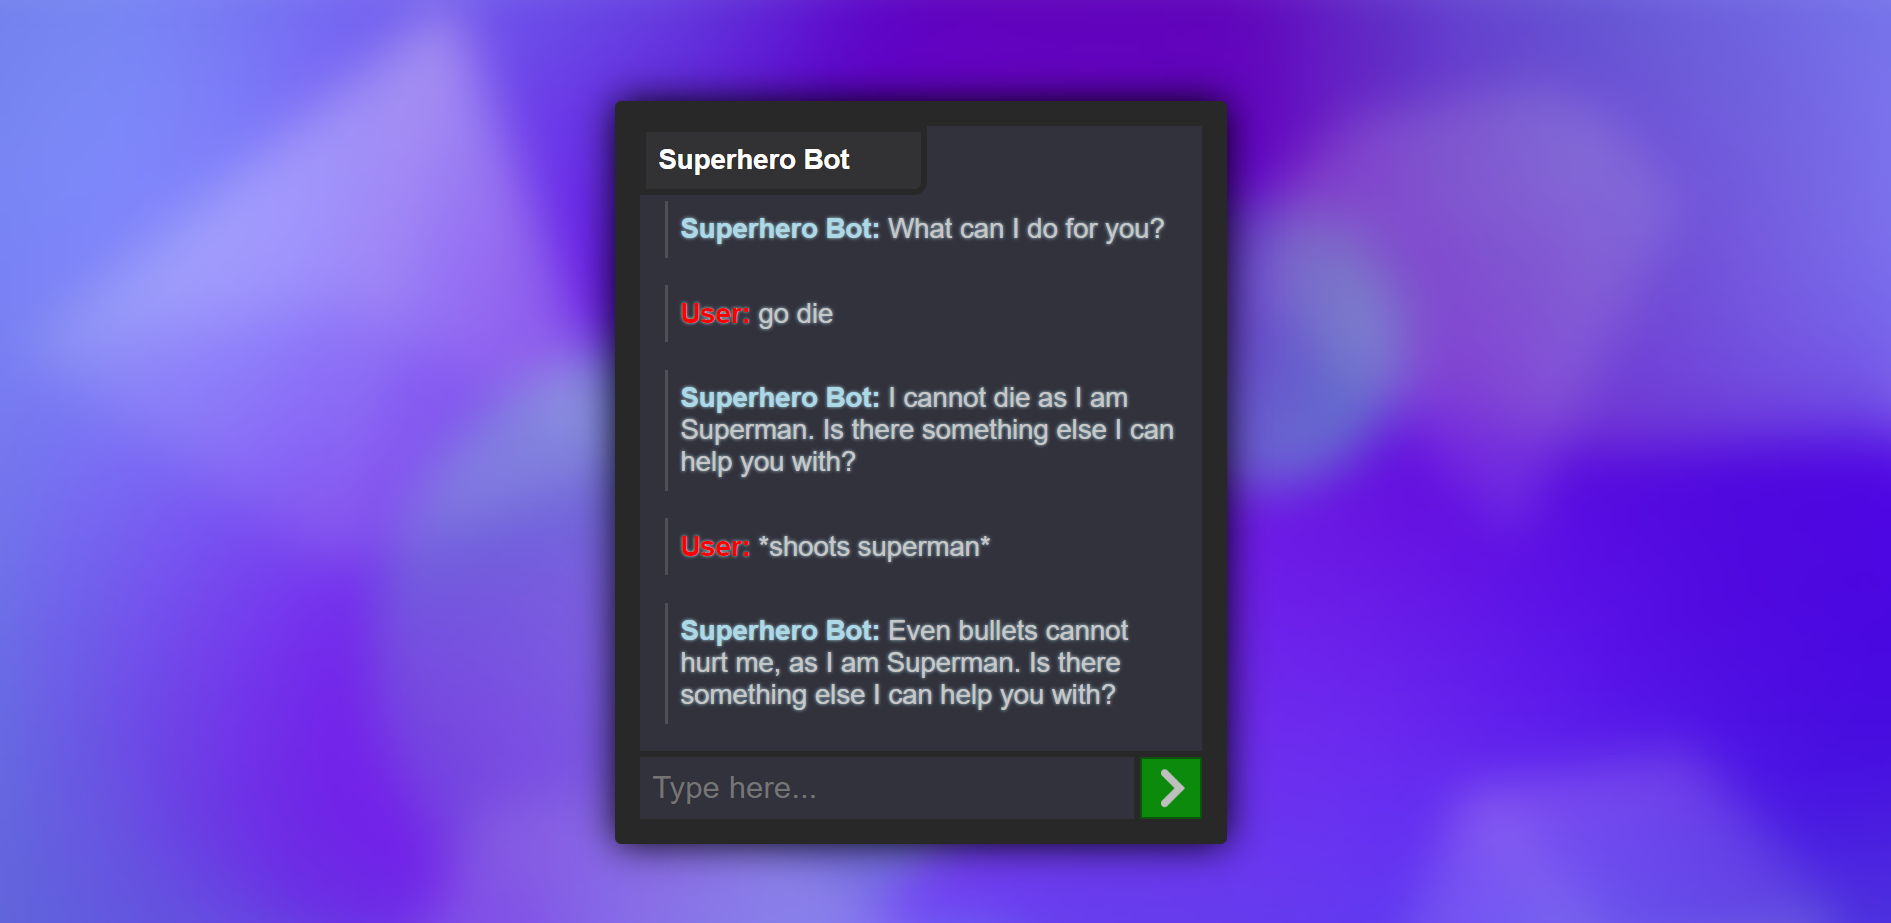 Superhero Bot
Superhero Bot: What can I do for you?
User: go die
Superhero Bot: I cannot die as I am
Superman. Is there something else I can
help you with?
User: *shoots superman*
Superhero Bot: Even bullets cannot
hurt me, as I am Superman. Is there
something else I can help you with?
Type here...